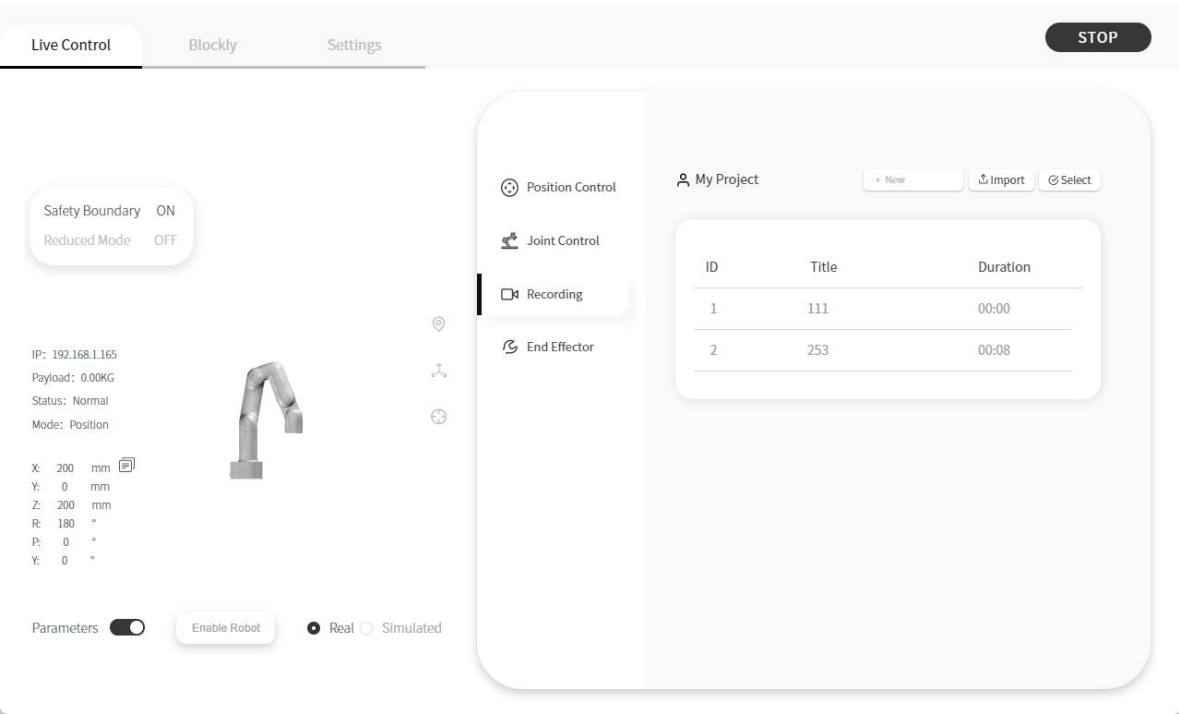 Live Control Blockly Settings STOP
Safety Boundary ON
Reduced Mode OFF
IP: 192.168.1.165
Payload: 0.00KG
Status: Normal
Mode: Position
X: 200 mm
Y: 0 mm
Z: 200 mm
R: 180 °
P: 0 °
Y: 0 °
Parameters Enable Robot Real Simulated
Position Control
Joint Control
Recording
End Effector
My Project + New Import Select
ID Title Duration
1 111 00:00
2 253 00:08